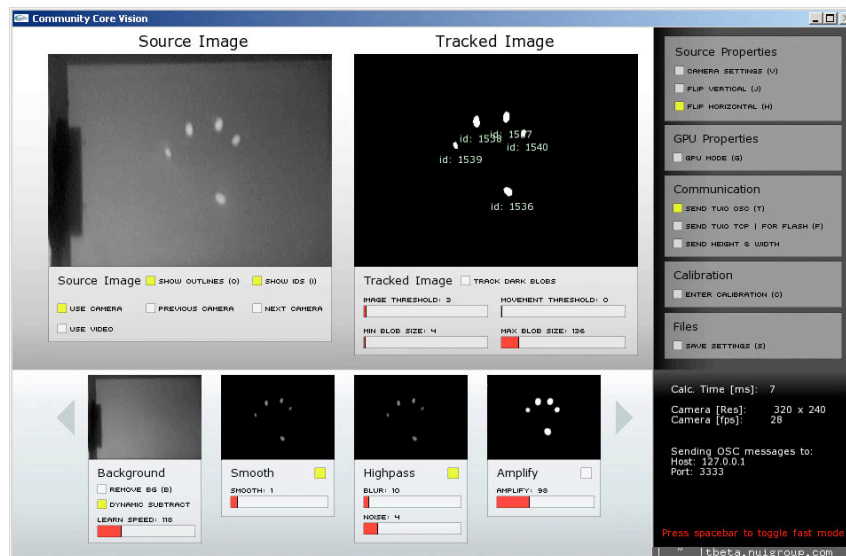 Community Core Vision
Source Image
Tracked Image
id: 1538
id: 1537
id: 1540
id: 1539
id: 1536
Source Image
SHOW OUTLINES (O)
SHOW IDS (I)
USE CAMERA
PREVIOUS CAMERA
NEXT CAMERA
USE VIDEO
Tracked Image
TRACK DARK BLOBS
IMAGE THRESHOLD: 3
MOVEMENT THRESHOLD: 0
MIN BLOB SIZE: 4
MAX BLOB SIZE: 136
Source Properties
CAMERA SETTINGS (V)
FLIP VERTICAL (J)
FLIP HORIZONTAL (H)
GPU Properties
GPU MODE (G)
Communication
SEND TUIO OSC (T)
SEND TUIO TCP | FOR FLASH (F)
SEND HEIGHT & WIDTH
Calibration
ENTER CALIBRATION (C)
Files
SAVE SETTINGS (S)
Background
REMOVE BG (B)
DYNAMIC SUBTRACT
LEARN SPEED: 118
Smooth
SMOOTH: 1
Highpass
BLUR: 10
NOISE: 4
Amplify
AMPLIFY: 98
Calc. Time [ms]: 7
Camera [Res]: 320 x 240
Camera [fps]: 28
Sending OSC messages to:
Host: 127.0.0.1
Port: 3333
Press spacebar to toggle fast mode
tbeta.nuigroup.com